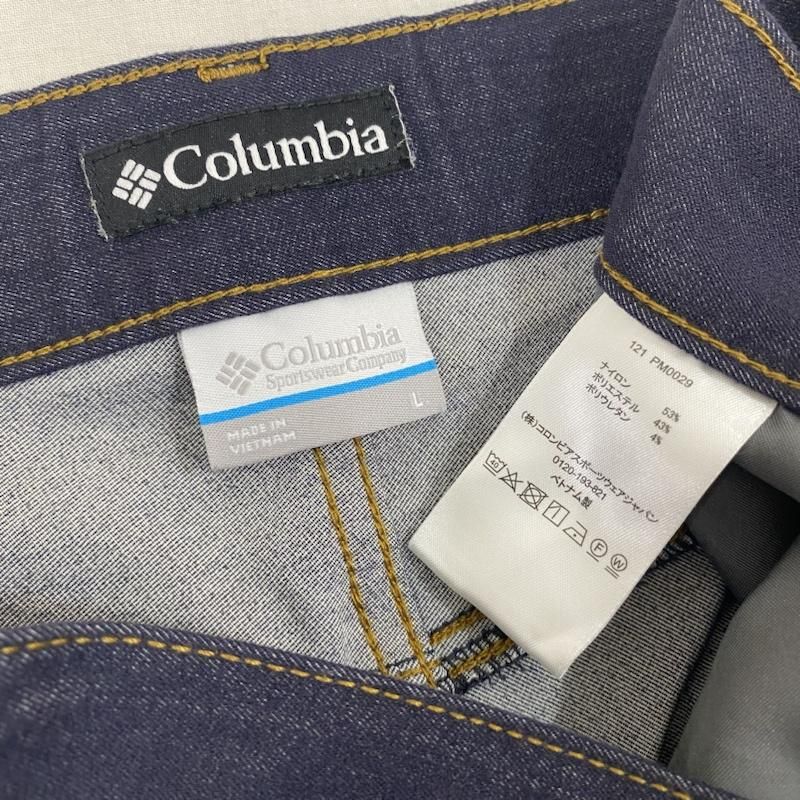 Columbia
Columbia
Sportswear Company
L
MADE IN
VIETNAM
121 PM0029
ナイロン 53%
ポリエステル 43%
ポリウレタン 4%
(株)コロンビアスポーツウェアジャパン
0120-193-821
ベトナム製
40
F
W